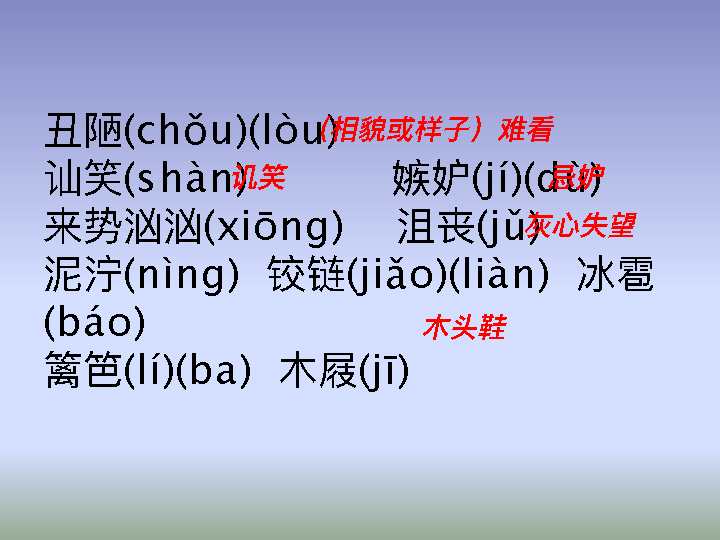 丑陋(chǒu)(lòu)（相貌或样子）难看
讪笑(shàn)讥笑 嫉妒(jí)(dù)忌妒
来势汹汹(xiōng) 沮丧(jǔ)灰心失望
泥泞(nìng) 铰链(jiǎo)(liàn) 冰雹
(báo) 木头鞋
篱笆(lí)(ba) 木屐(jī)